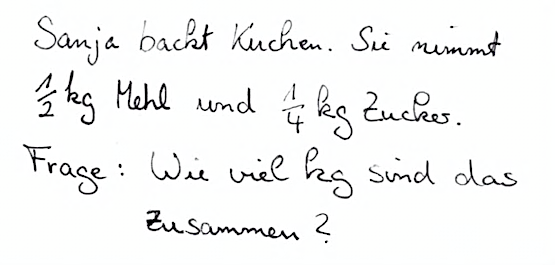 Sanja backt Kuchen. Sie nimmt
1/2 kg Mehl und 1/4 kg Zucker.
Frage: Wie viel kg sind das
zusammen?